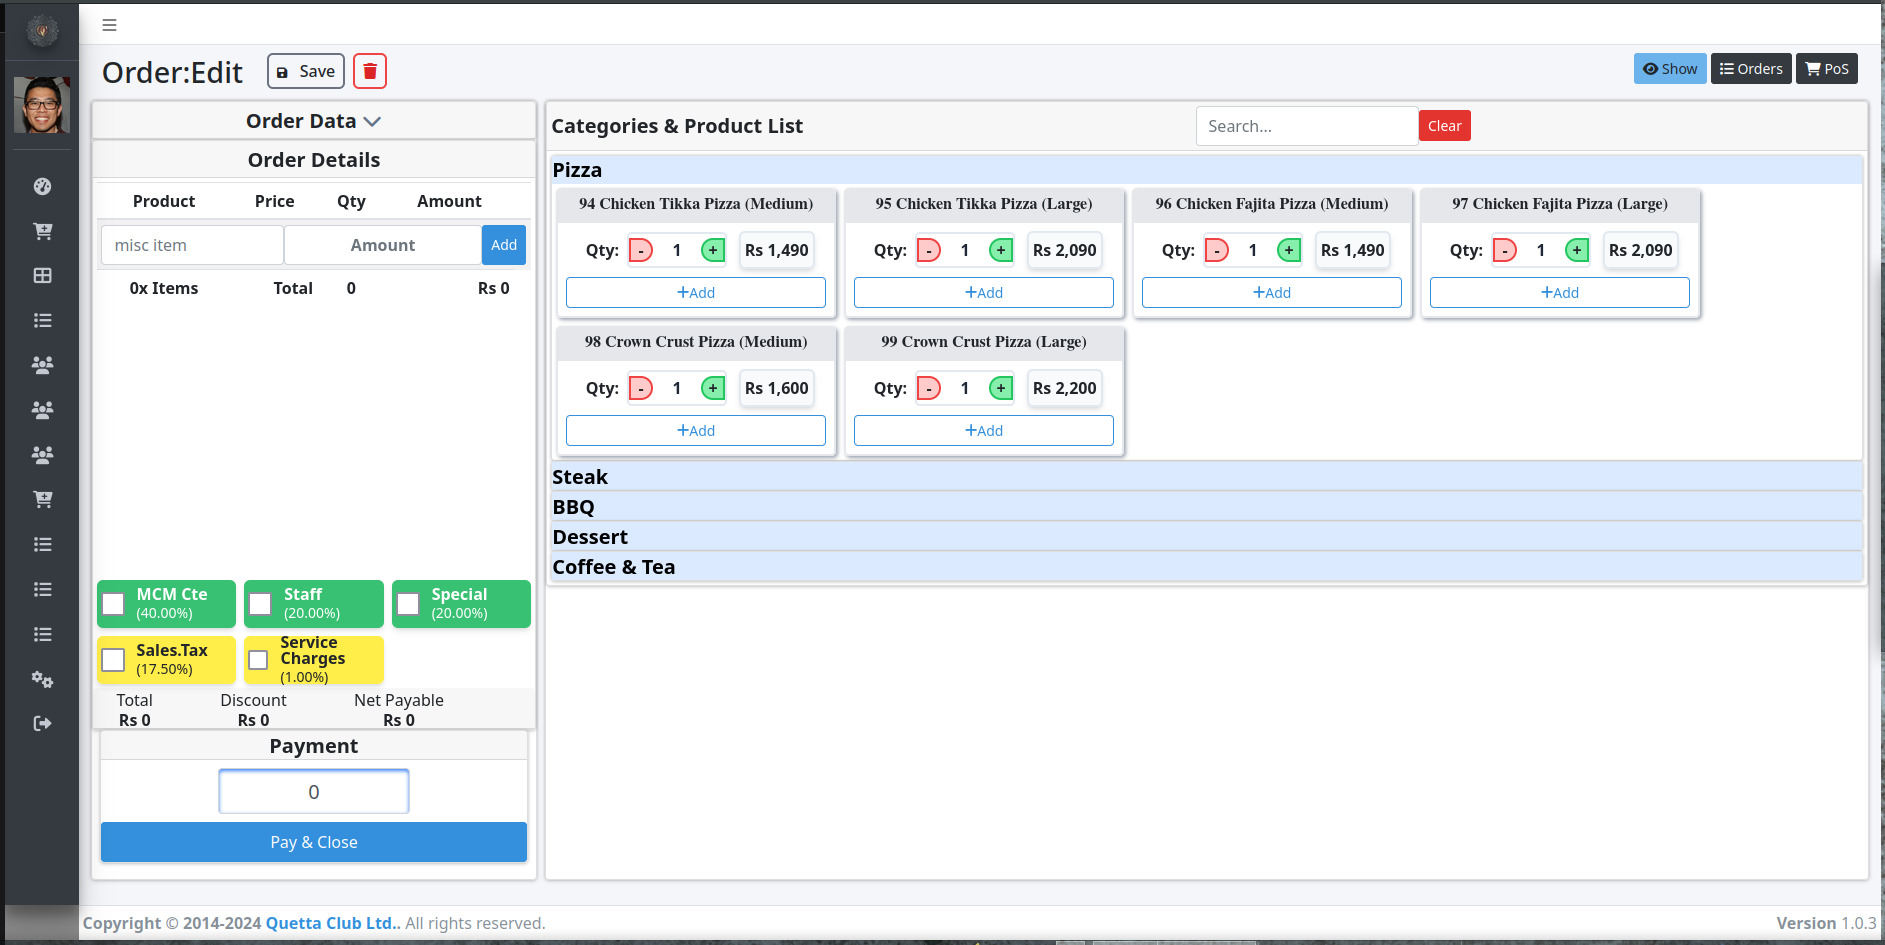 Order:Edit
Save
Show
Orders
PoS
Order Data
Order Details
Product Price Qty Amount
misc item Amount Add
0x Items Total 0 Rs 0
MCM Cte
(40.00%)
Staff
(20.00%)
Special
(20.00%)
Sales.Tax
(17.50%)
Service
Charges
(1.00%)
Total Discount Net Payable
Rs 0 Rs 0 Rs 0
Payment
0
Pay & Close
Categories & Product List
Search...
Clear
Pizza
94 Chicken Tikka Pizza (Medium)
Qty: - 1 + Rs 1,490
+Add
95 Chicken Tikka Pizza (Large)
Qty: - 1 + Rs 2,090
+Add
96 Chicken Fajita Pizza (Medium)
Qty: - 1 + Rs 1,490
+Add
97 Chicken Fajita Pizza (Large)
Qty: - 1 + Rs 2,090
+Add
98 Crown Crust Pizza (Medium)
Qty: - 1 + Rs 1,600
+Add
99 Crown Crust Pizza (Large)
Qty: - 1 + Rs 2,200
+Add
Steak
BBQ
Dessert
Coffee & Tea
Copyright © 2014-2024 Quetta Club Ltd.. All rights reserved.
Version 1.0.3